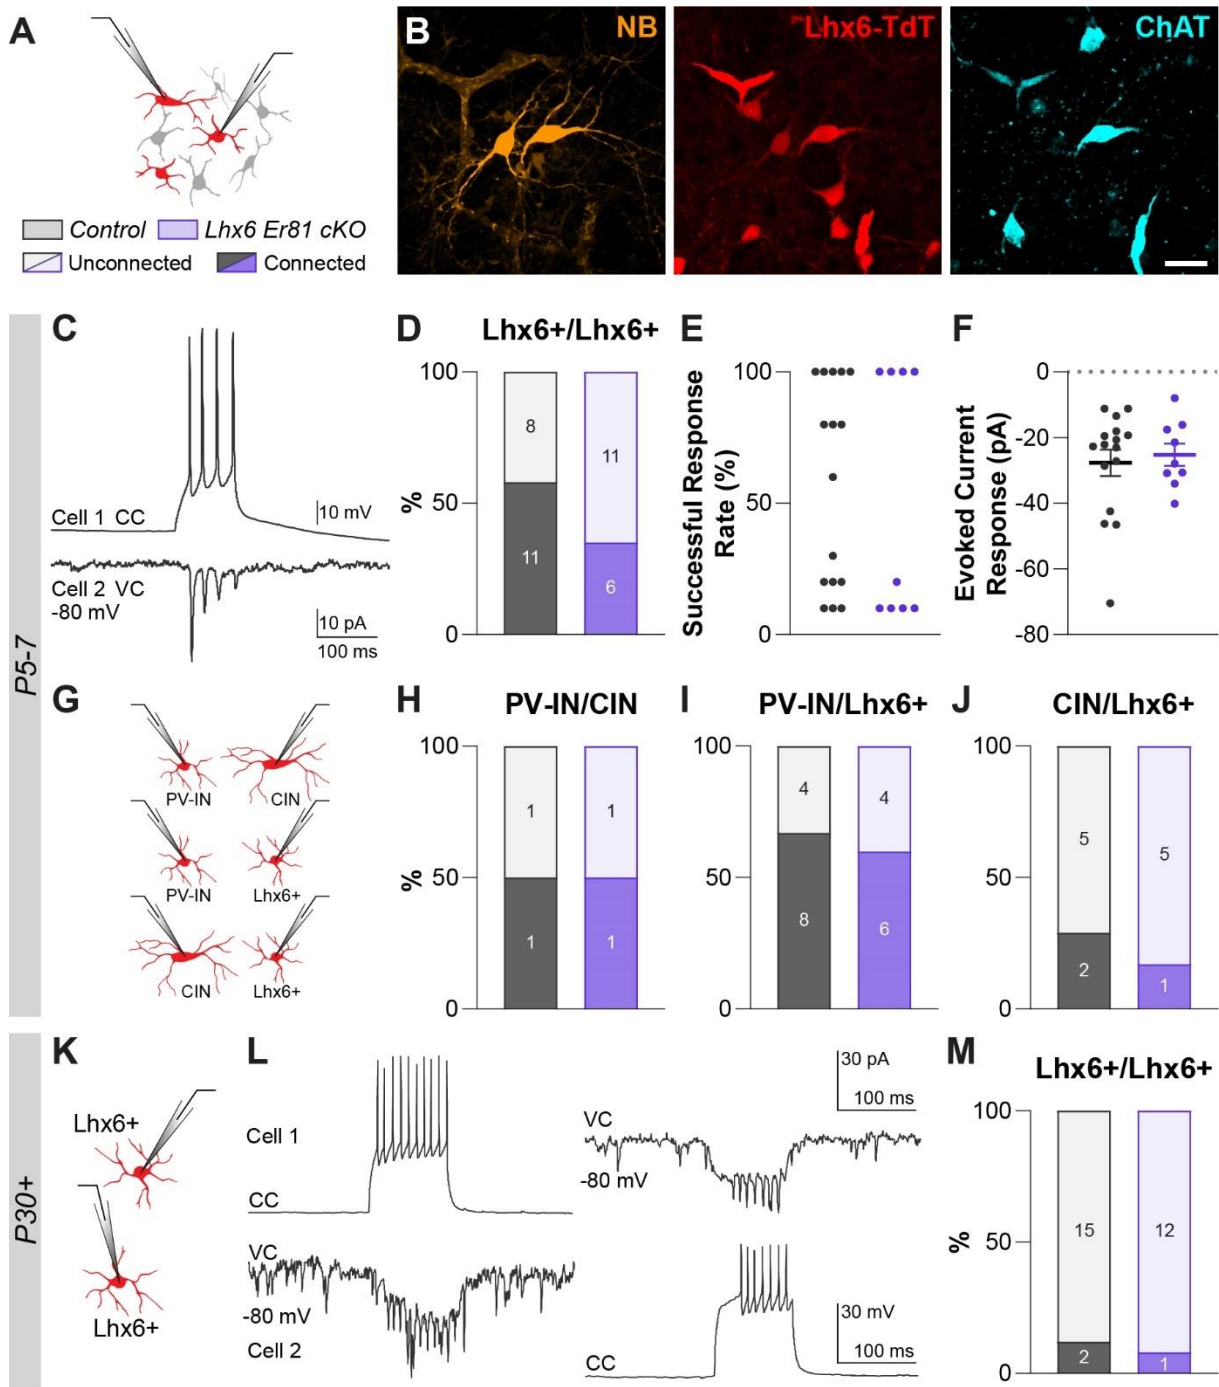 A
Control
Lhx6 Er81 cKO
Unconnected
Connected
B
NB
Lhx6-TdT
ChAT
P5-7
C
Cell 1 CC
10 mV
Cell 2 VC
-80 mV
10 pA
100 ms
D
Lhx6+/Lhx6+
%
100
50
0
8
11
11
6
E
Successful Response
Rate (%)
100
50
0
F
Evoked Current
Response (pA)
0
-20
-40
-60
-80
G
PV-IN
CIN
PV-IN
Lhx6+
CIN
Lhx6+
H
PV-IN/CIN
%
100
50
0
1
1
1
1
I
PV-IN/Lhx6+
100
50
0
4
8
4
6
J
CIN/Lhx6+
100
50
0
5
2
5
1
P30+
K
Lhx6+
Lhx6+
L
Cell 1
CC
VC
-80 mV
30 pA
100 ms
VC
-80 mV
Cell 2
CC
30 mV
100 ms
M
Lhx6+/Lhx6+
%
100
50
0
15
2
12
1